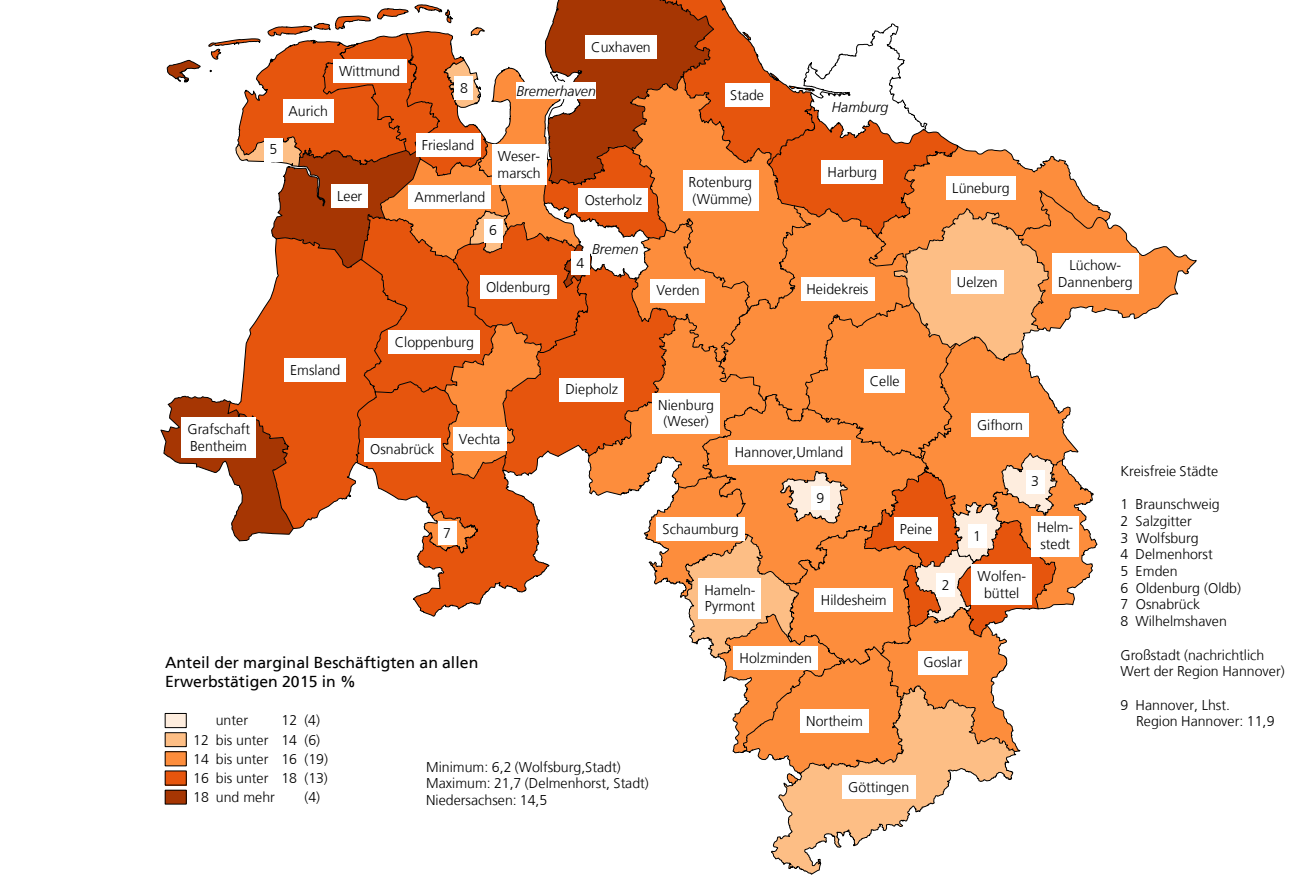 Cuxhaven
Wittmund
8
Bremerhaven
Stade
Aurich
Hamburg
Friesland
5
Weser-
marsch
Harburg
Leer
Ammerland
Osterholz
Rotenburg
(Wümme)
Lüneburg
6
Bremen
4
Oldenburg
Verden
Heidekreis
Uelzen
Lüchow-
Dannenberg
Cloppenburg
Emsland
Diepholz
Celle
Nienburg
(Weser)
Gifhorn
Grafschaft
Bentheim
Osnabrück
Vechta
Hannover,Umland
3
9
7
Schaumburg
Peine
1
Helm-
stedt
2
Wolfen-
büttel
Hameln-
Pyrmont
Hildesheim
Holzminden
Goslar
Northeim
Göttingen
Kreisfreie Städte
1 Braunschweig
2 Salzgitter
3 Wolfsburg
4 Delmenhorst
5 Emden
6 Oldenburg (Oldb)
7 Osnabrück
8 Wilhelmshaven
Großstadt (nachrichtlich
Wert der Region Hannover)
9 Hannover, Lhst.
Region Hannover: 11,9
Anteil der marginal Beschäftigten an allen
Erwerbstätigen 2015 in %
unter 12 (4)
12 bis unter 14 (6)
14 bis unter 16 (19)
16 bis unter 18 (13)
18 und mehr (4)
Minimum: 6,2 (Wolfsburg,Stadt)
Maximum: 21,7 (Delmenhorst, Stadt)
Niedersachsen: 14,5